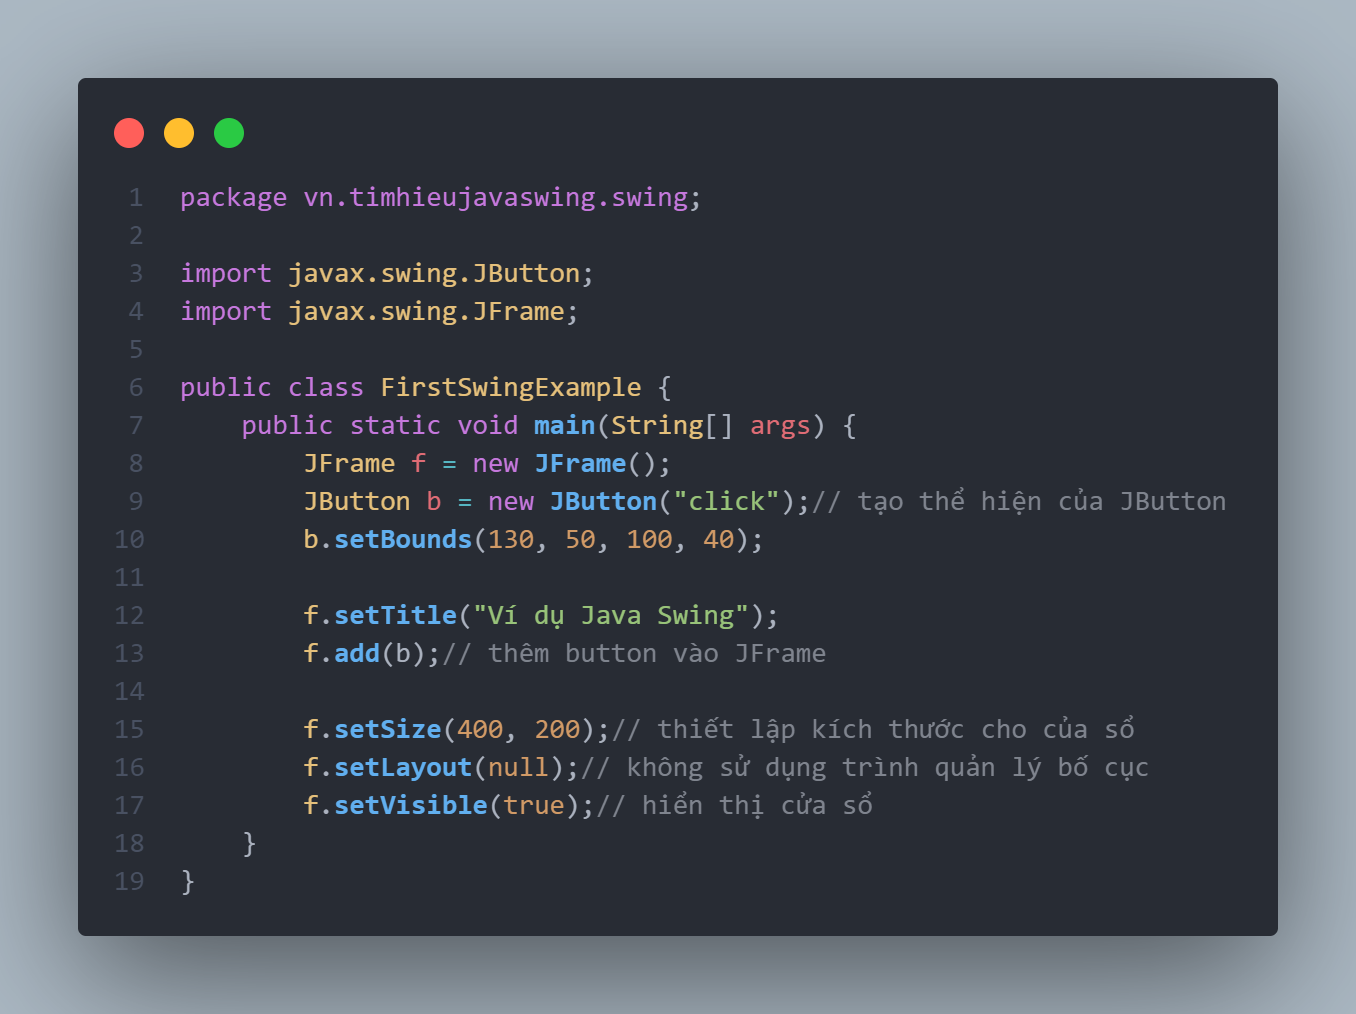 1 package vn.timhieujavaswing.swing;
2
3 import javax.swing.JButton;
4 import javax.swing.JFrame;
5
6 public class FirstSwingExample {
7     public static void main(String[] args) {
8         JFrame f = new JFrame();
9         JButton b = new JButton("click");// tạo thể hiện của JButton
10         b.setBounds(130, 50, 100, 40);
11
12         f.setTitle("Ví dụ Java Swing");
13         f.add(b);// thêm button vào JFrame
14
15         f.setSize(400, 200);// thiết lập kích thước cho của sổ
16         f.setLayout(null);// không sử dụng trình quản lý bố cục
17         f.setVisible(true);// hiển thị cửa sổ
18     }
19 }